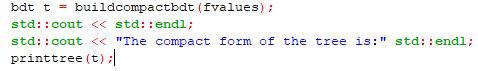 bdt t = buildcompactbdt(fvalues);
std::cout << std::endl;
std::cout << "The compact form of the tree is:" std::endl;
printtree(t);